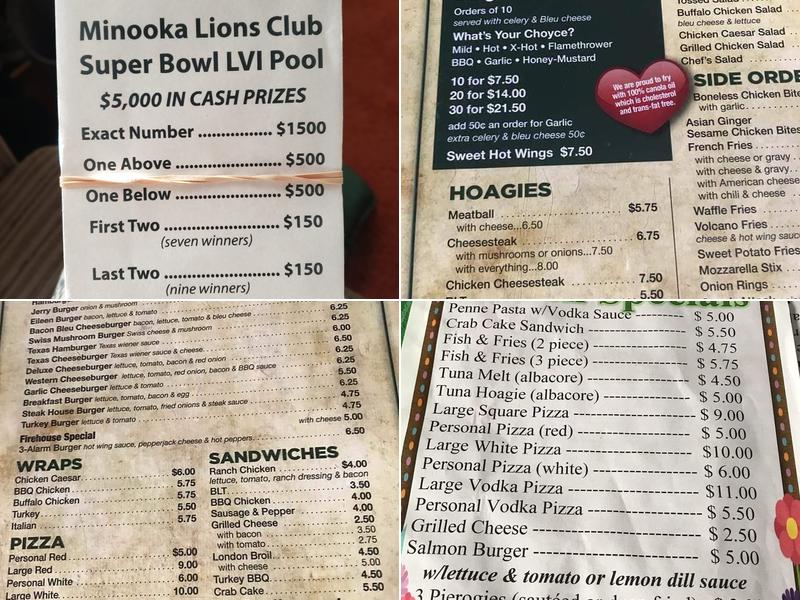 Minooka Lions Club
Super Bowl LVI Pool
$5,000 IN CASH PRIZES
Exact Number ................ $1500
One Above ................ $500
One Below ................ $500
First Two ................ $150
(seven winners)
Last Two ................ $150
(nine winners)
Orders of 10
served with celery & Bleu cheese
What's Your Choyce?
Mild • Hot • X-Hot • Flamethrower
BBQ • Garlic • Honey-Mustard
10 for $7.50
20 for $14.00
30 for $21.50
add 50¢ an order for Garlic
extra celery & bleu cheese 50¢
Sweet Hot Wings $7.50
We are proud to fry
with 100% canola oil
which is cholesterol
and trans-fat free.
HOAGIES
Meatball ................ $5.75
with cheese...6.50
Cheesesteak ................ 6.75
with mushrooms or onions...7.50
with everything...8.00
Chicken Cheesesteak ................ 7.50
BLT ................ 5.50
Tossed Salad
Buffalo Chicken Salad
bleu cheese & lettuce
Chicken Caesar Salad
Grilled Chicken Salad
Chef's Salad
SIDE ORDE
Boneless Chicken Bites
with garlic
Asian Ginger
Sesame Chicken Bites
French Fries
with cheese or gravy
with cheese & gravy
with American cheese
with chili & cheese
Waffle Fries
Volcano Fries
cheese & hot wing sauce
Sweet Potato Fries
Mozzarella Stix
Onion Rings
Hamburger
Jerry Burger onion & mushroom
Eileen Burger bacon, lettuce & tomato 6.25
Bacon Bleu Cheeseburger bacon, lettuce, tomato & bleu cheese 6.25
Swiss Mushroom Burger Swiss cheese & mushroom 6.25
Texas Hamburger Texas wiener sauce 6.00
Texas Cheeseburger Texas wiener sauce & cheese 6.50
Deluxe Cheeseburger lettuce, tomato, bacon & red onion 6.25
Western Cheeseburger lettuce, tomato, red onion, bacon & BBQ sauce 6.25
Garlic Cheeseburger lettuce & tomato 5.50
Breakfast Burger lettuce, tomato, bacon & egg 6.25
Steak House Burger lettuce, tomato, fried onions & steak sauce 4.75
Turkey Burger lettuce & tomato 4.75
with cheese 5.00
Firehouse Special
3-Alarm Burger hot wing sauce, pepperjack cheese & hot peppers 6.50
WRAPS
Chicken Caesar ................ $6.00
BBQ Chicken ................ 5.75
Buffalo Chicken ................ 5.75
Turkey ................ 5.50
Italian ................ 5.75
PIZZA
Personal Red ................ $5.00
Large Red ................ 9.00
Personal White ................ 6.00
Large White ................ 10.00
SANDWICHES
Ranch Chicken ................ $4.00
lettuce, tomato, ranch dressing & bacon
BLT ................ 3.50
BBQ Chicken ................ 4.00
Sausage & Pepper ................ 4.00
Grilled Cheese ................ 2.50
with bacon ................ 3.50
with tomato ................ 2.75
London Broil ................ 4.50
with cheese ................ 5.00
Turkey BBQ ................ 4.50
Crab Cake ................ 5.50
Specials
Penne Pasta w/Vodka Sauce -------- $ 5.00
Crab Cake Sandwich -------- $ 5.50
Fish & Fries (2 piece) -------- $ 4.75
Fish & Fries (3 piece) -------- $ 5.75
Tuna Melt (albacore) -------- $ 4.50
Tuna Hoagie (albacore) -------- $ 5.00
Large Square Pizza -------- $ 9.00
Personal Pizza (red) -------- $ 5.00
Large White Pizza -------- $10.00
Personal Pizza (white) -------- $ 6.00
Large Vodka Pizza -------- $11.00
Personal Vodka Pizza -------- $ 5.50
Grilled Cheese -------- $ 2.50
Salmon Burger -------- $ 5.00
w/lettuce & tomato or lemon dill sauce
3 Pierogies (sautéed or deep fried)